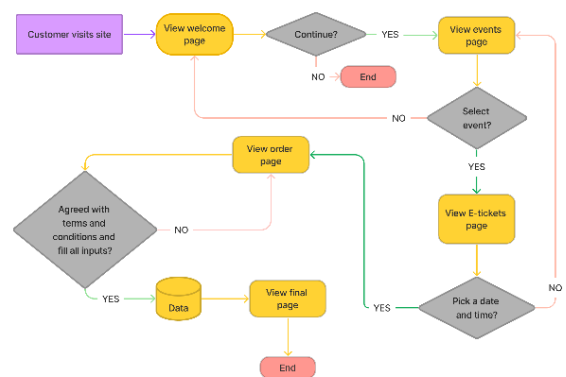 Customer visits site
View welcome
page
Continue?
YES
View events
page
NO
End
Select
event?
NO
YES
View order
page
View E-tickets
page
Agreed with
terms and
conditions and
fill all inputs?
NO
NO
YES
Data
View final
page
YES
Pick a date
and time?
End